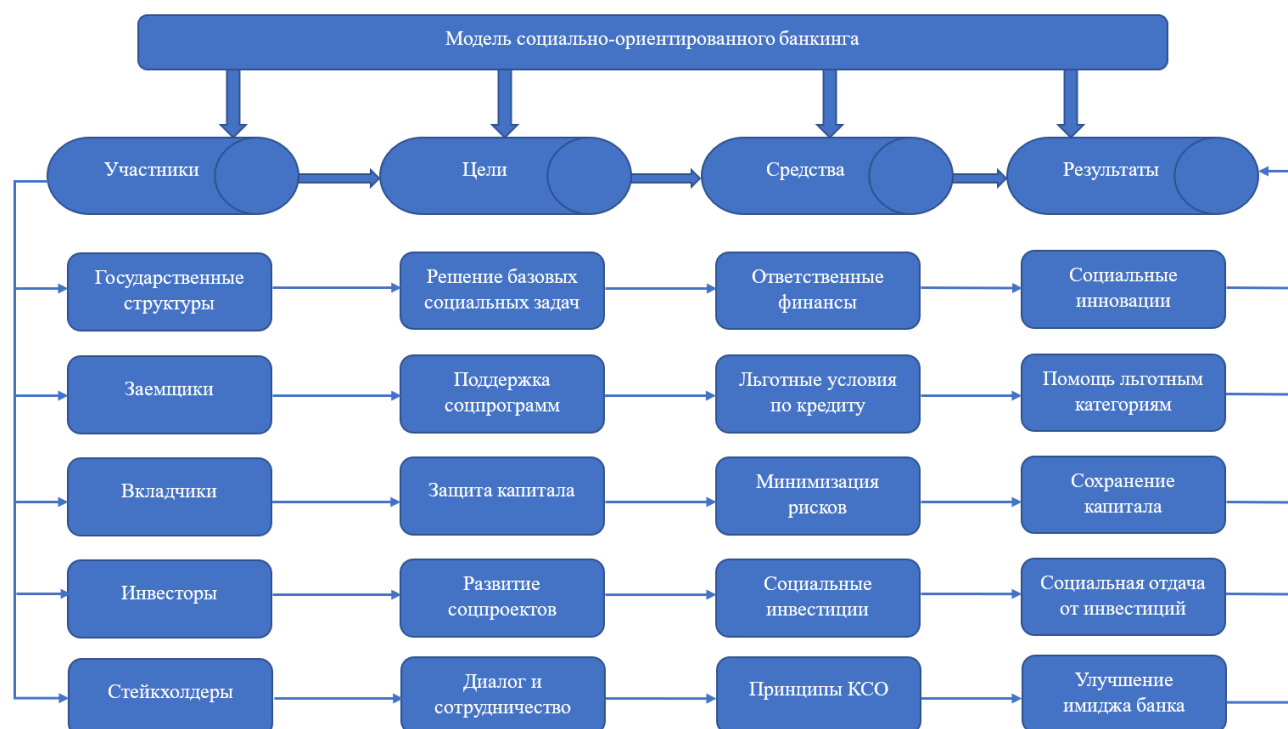 Модель социально-ориентированного банкинга
Участники
Цели
Средства
Результаты
Государственные
структуры
Решение базовых
социальных задач
Ответственные
финансы
Социальные
инновации
Заемщики
Поддержка
соцпрограмм
Льготные условия
по кредиту
Помощь льготным
категориям
Вкладчики
Защита капитала
Минимизация
рисков
Сохранение
капитала
Инвесторы
Развитие
соцпроектов
Социальные
инвестиции
Социальная отдача
от инвестиций
Стейкхолдеры
Диалог и
сотрудничество
Принципы КСО
Улучшение
имиджа банка